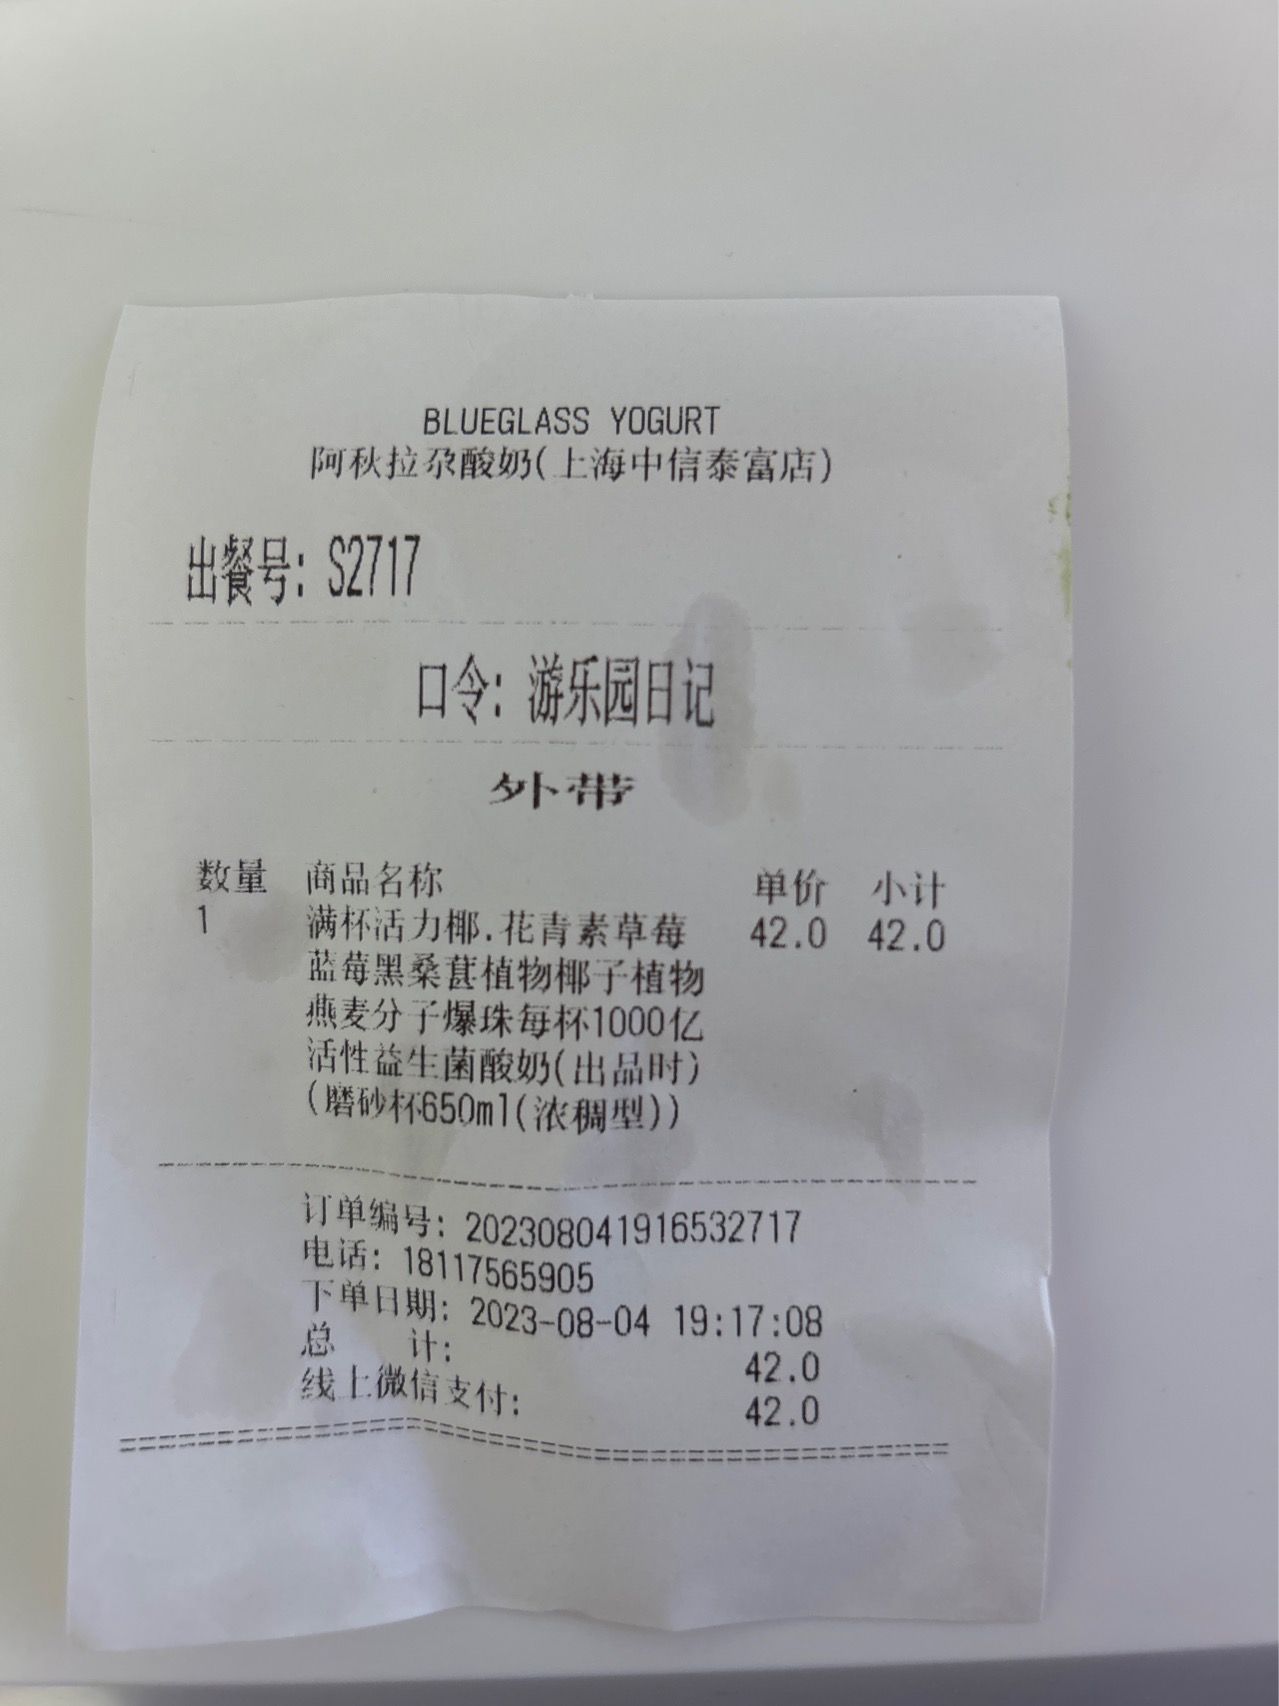 BLUEGLASS YOGURT
阿秋拉尕酸奶(上海中信泰富店)
出餐号: S2717
口令: 游乐园日记
外带
数量 商品名称 单价 小计
1 满杯活力椰.花青素草莓 42.0 42.0
蓝莓黑桑葚植物椰子植物
燕麦分子爆珠每杯1000亿
活性益生菌酸奶(出品时)
(磨砂杯650ml(浓稠型))
订单编号: 202308041916532717
电话: 18117565905
下单日期: 2023-08-04 19:17:08
总 计: 42.0
线上微信支付: 42.0